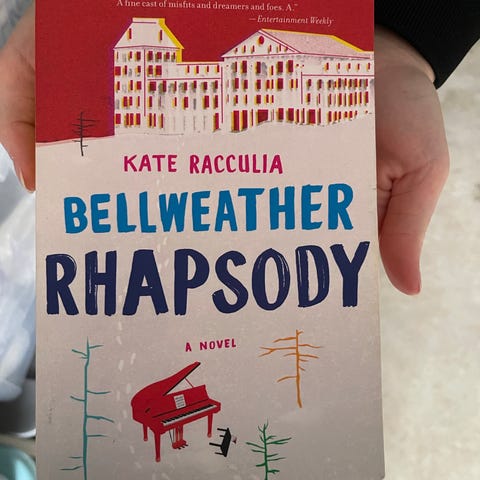 A fine cast of misfits and dreamers and foes. A."
— Entertainment Weekly
KATE RACCULIA
BELLWEATHER
RHAPSODY
A NOVEL